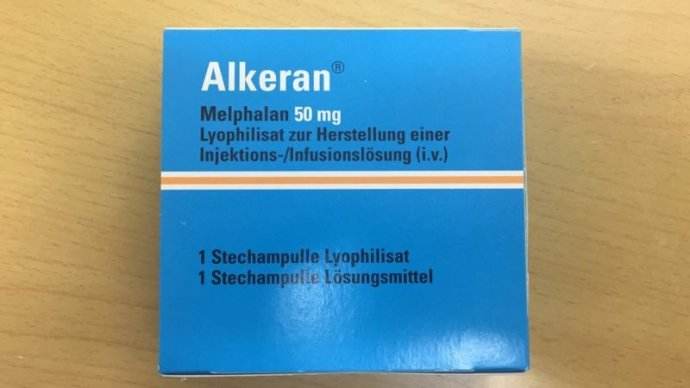 Alkeran®
Melphalan 50 mg
Lyophilisat zur Herstellung einer
Injektions-/Infusionslösung (i.v.)
1 Stechampulle Lyophilisat
1 Stechampulle Lösungsmittel